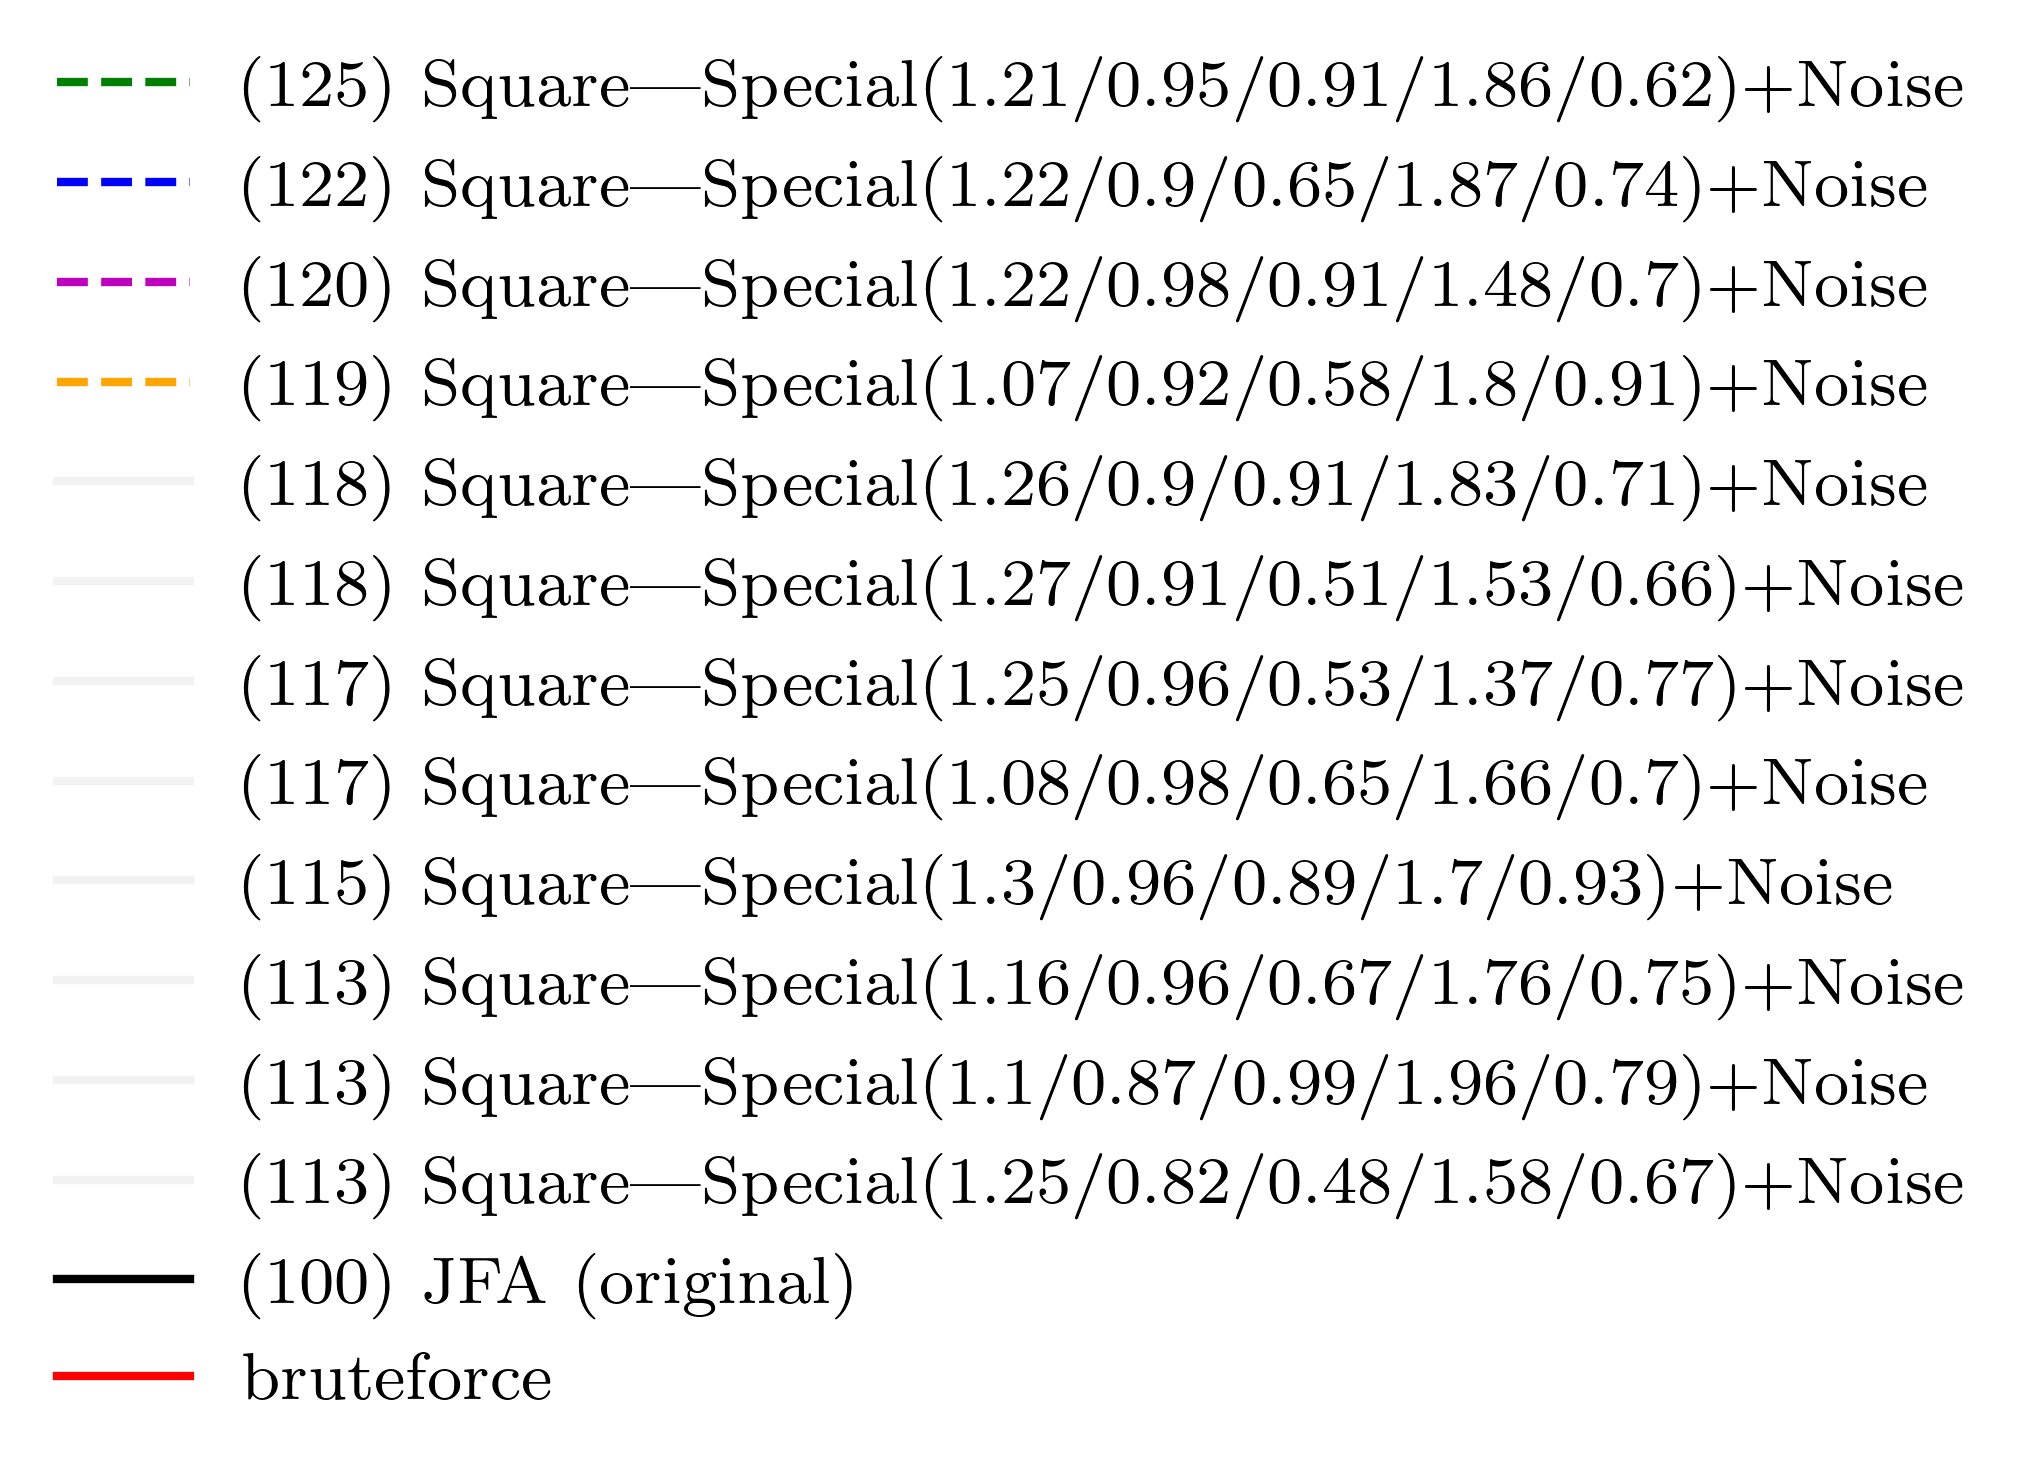 (125) Square—Special(1.21/0.95/0.91/1.86/0.62)+Noise
(122) Square—Special(1.22/0.9/0.65/1.87/0.74)+Noise
(120) Square—Special(1.22/0.98/0.91/1.48/0.7)+Noise
(119) Square—Special(1.07/0.92/0.58/1.8/0.91)+Noise
(118) Square—Special(1.26/0.9/0.91/1.83/0.71)+Noise
(118) Square—Special(1.27/0.91/0.51/1.53/0.66)+Noise
(117) Square—Special(1.25/0.96/0.53/1.37/0.77)+Noise
(117) Square—Special(1.08/0.98/0.65/1.66/0.7)+Noise
(115) Square—Special(1.3/0.96/0.89/1.7/0.93)+Noise
(113) Square—Special(1.16/0.96/0.67/1.76/0.75)+Noise
(113) Square—Special(1.1/0.87/0.99/1.96/0.79)+Noise
(113) Square—Special(1.25/0.82/0.48/1.58/0.67)+Noise
(100) JFA (original)
bruteforce